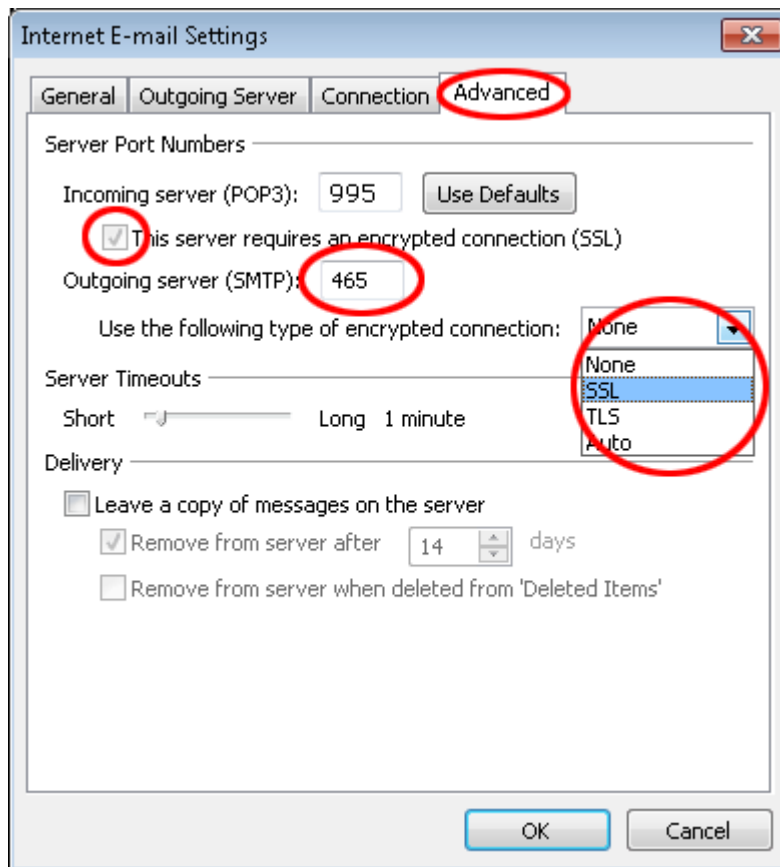 Internet E-mail Settings
General Outgoing Server Connection Advanced
Server Port Numbers
Incoming server (POP3): 995 Use Defaults
This server requires an encrypted connection (SSL)
Outgoing server (SMTP): 465
Use the following type of encrypted connection: None
None
SSL
TLS
Auto
Server Timeouts
Short Long 1 minute
Delivery
Leave a copy of messages on the server
Remove from server after 14 days
Remove from server when deleted from 'Deleted Items'
OK Cancel